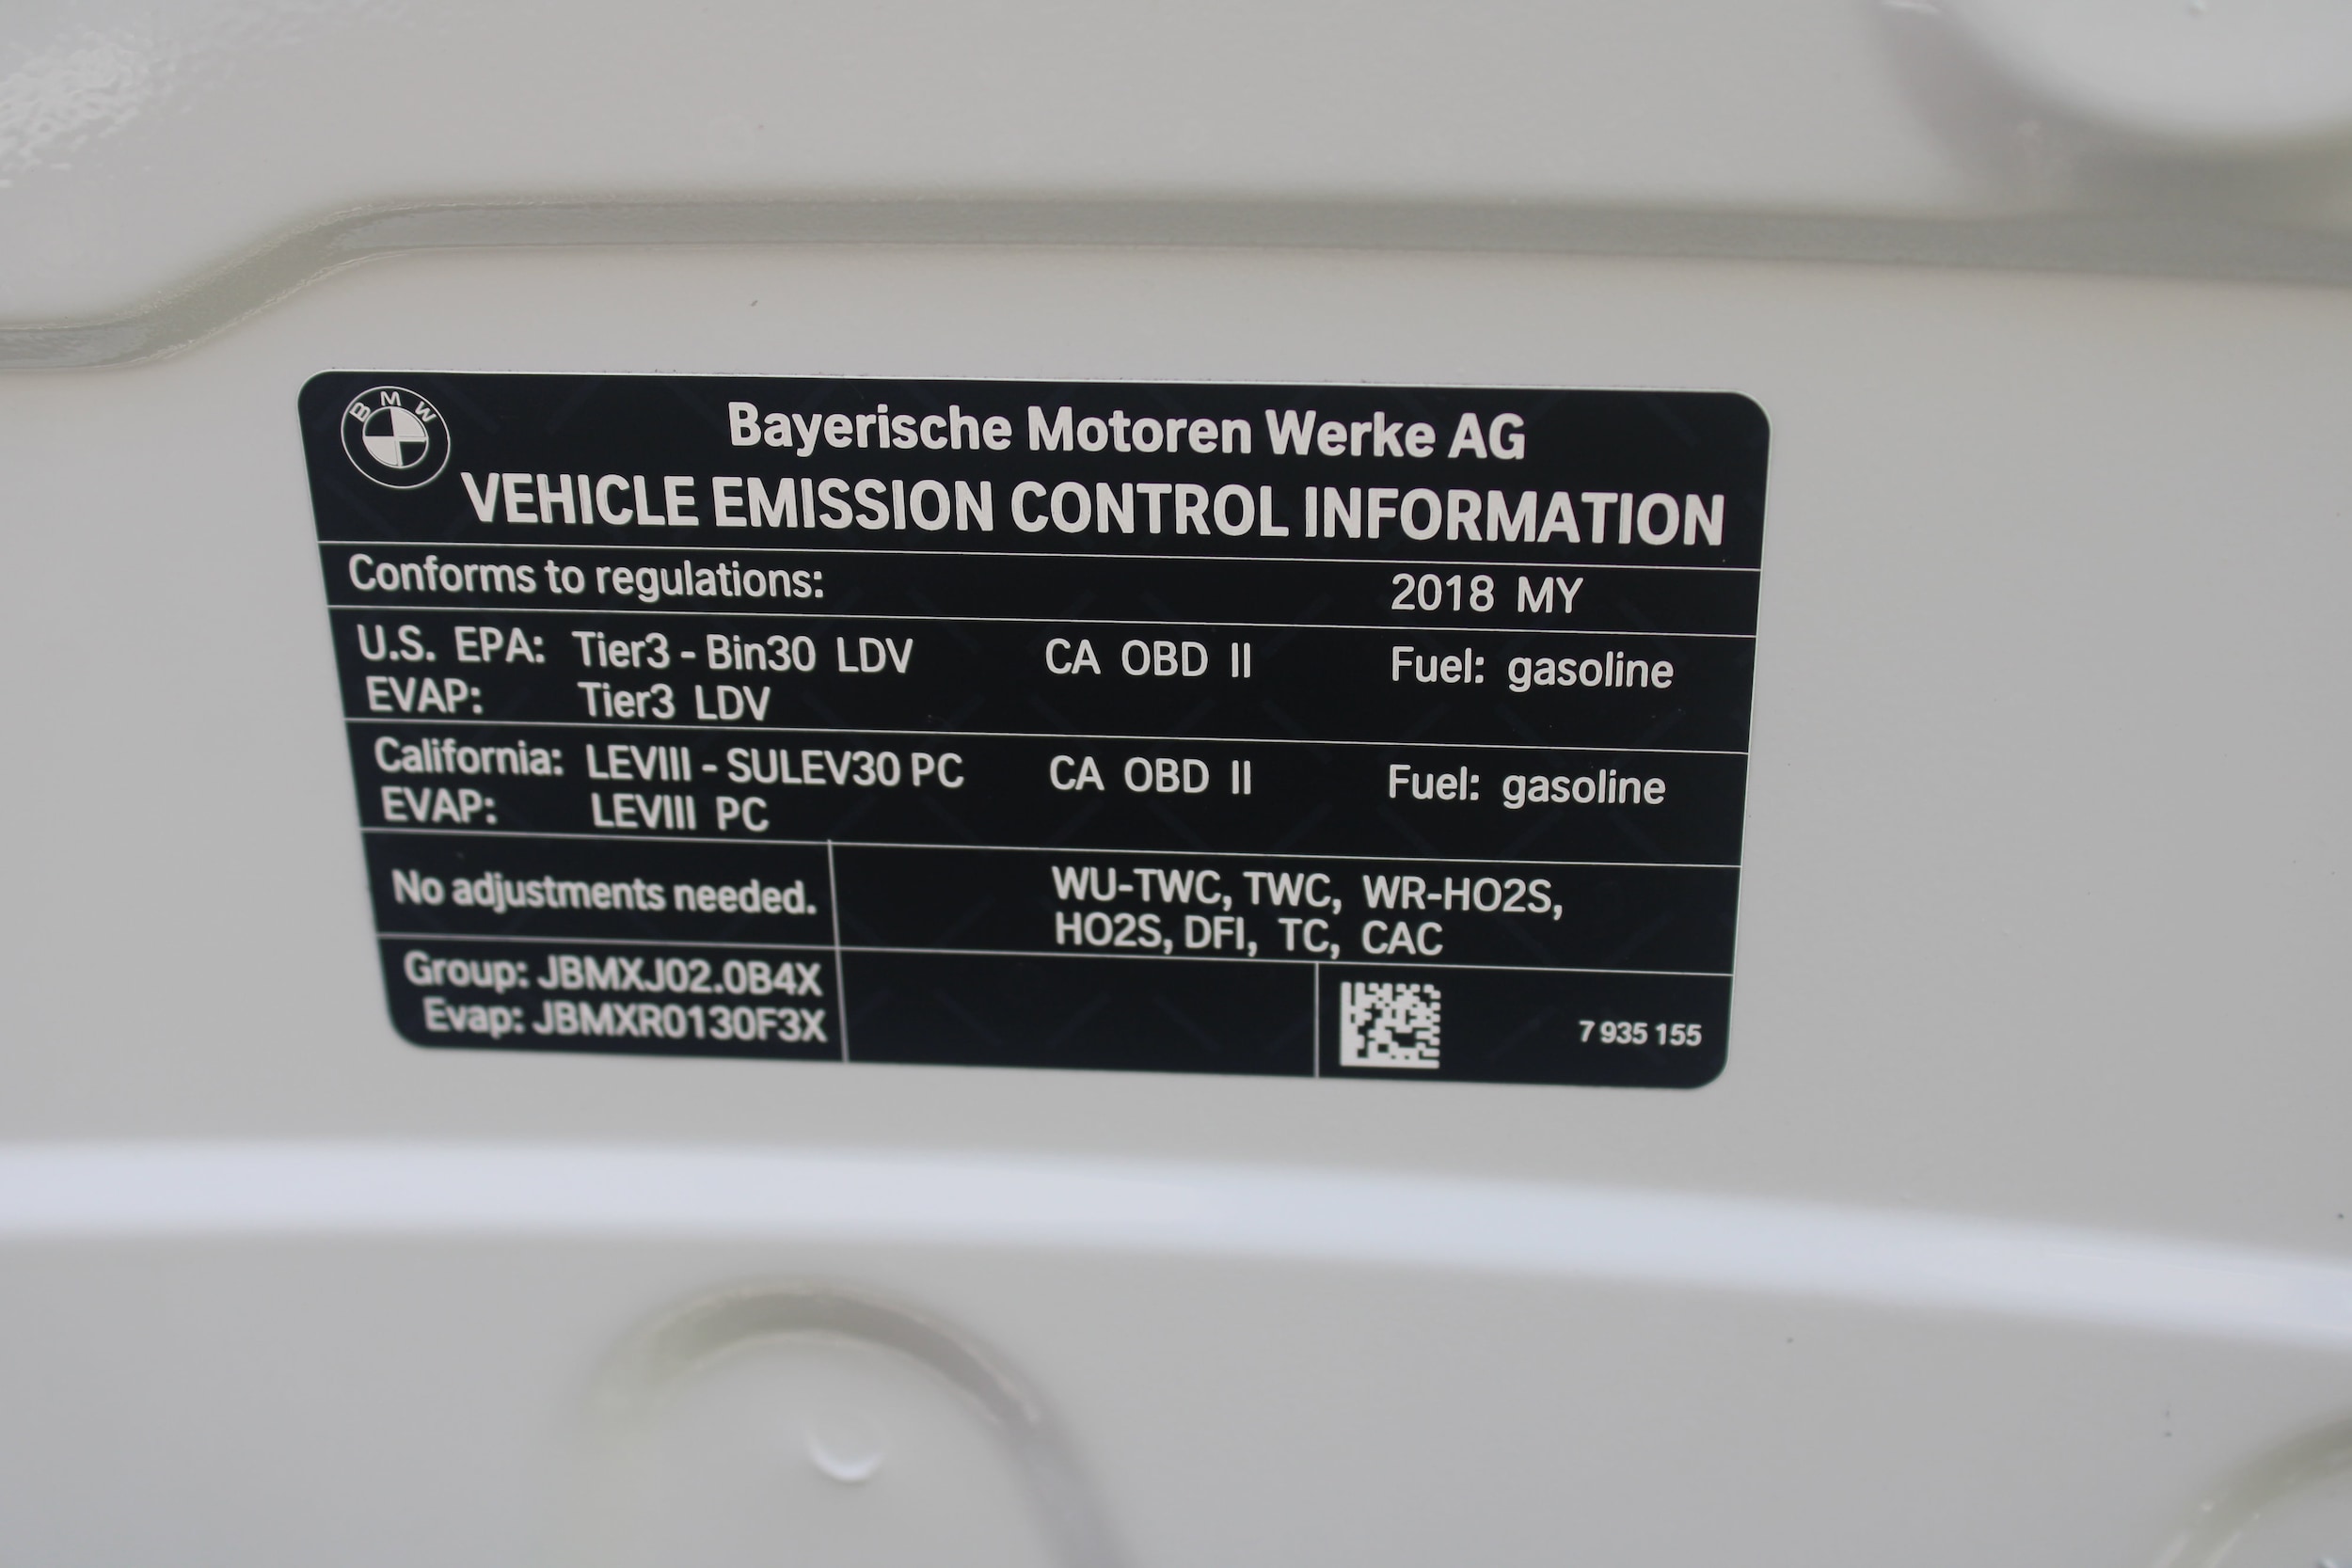 BMW
Bayerische Motoren Werke AG
VEHICLE EMISSION CONTROL INFORMATION
Conforms to regulations: 2018 MY
U.S. EPA: Tier3 - Bin30 LDV CA OBD II Fuel: gasoline
EVAP: Tier3 LDV
California: LEVIII - SULEV30 PC CA OBD II Fuel: gasoline
EVAP: LEVIII PC
No adjustments needed.
WU-TWC, TWC, WR-HO2S,
HO2S, DFI, TC, CAC
Group: JBMXJ02.0B4X
Evap: JBMXR0130F3X
7 935 155